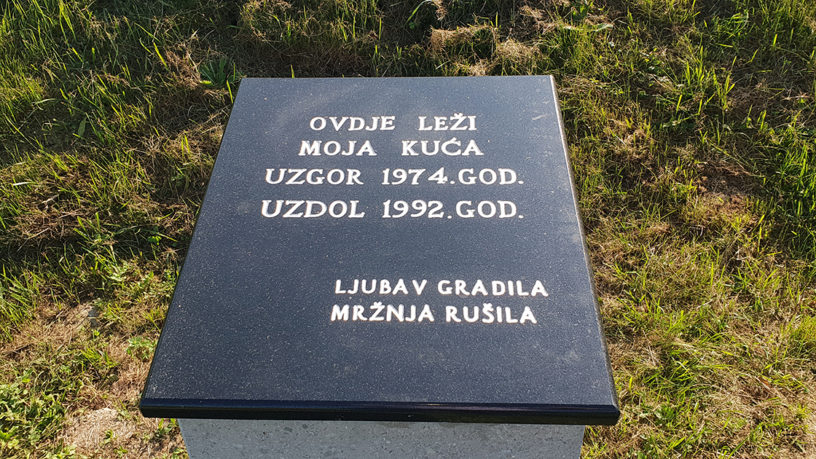 OVDJE LEŽI
MOJA KUĆA
UZGOR 1974.GOD.
UZDOL 1992.GOD.
LJUBAV GRADILA
MRŽNJA RUŠILA